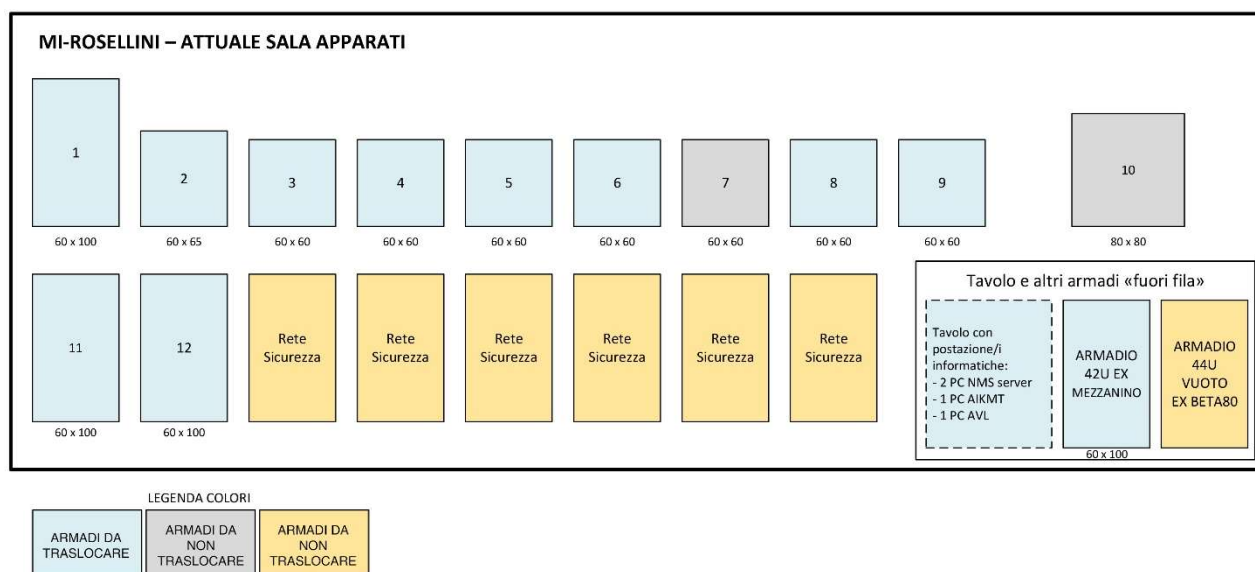 MI-ROSELLINI – ATTUALE SALA APPARATI
1
2
3
4
5
6
7
8
9
10
60 x 100
60 x 65
60 x 60
60 x 60
60 x 60
60 x 60
60 x 60
60 x 60
60 x 60
80 x 80
11
12
Rete
Sicurezza
Rete
Sicurezza
Rete
Sicurezza
Rete
Sicurezza
Rete
Sicurezza
Rete
Sicurezza
60 x 100
60 x 100
Tavolo e altri armadi «fuori fila»
Tavolo con
postazione/i
informatiche:
- 2 PC NMS server
- 1 PC AIKMT
- 1 PC AVL
ARMADIO
42U EX
MEZZANINO
ARMADIO
44U
VUOTO
EX BETA80
60 x 100
LEGENDA COLORI
ARMADI DA
TRASLOCARE
ARMADI DA
NON
TRASLOCARE
ARMADI DA
NON
TRASLOCARE